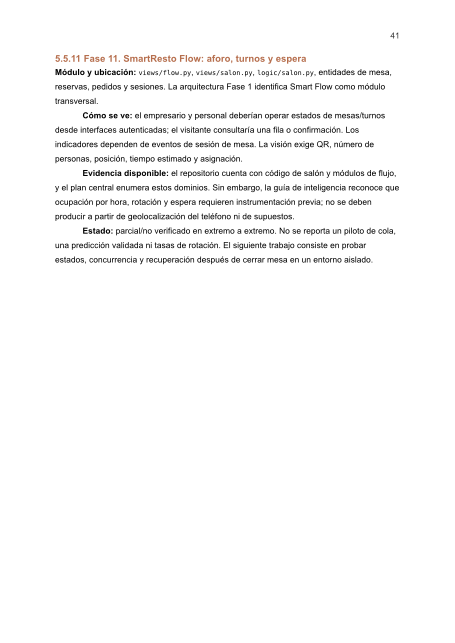 41
5.5.11 Fase 11. SmartResto Flow: aforo, turnos y espera
Módulo y ubicación: views/flow.py, views/salon.py, logic/salon.py, entidades de mesa,
reservas, pedidos y sesiones. La arquitectura Fase 1 identifica Smart Flow como módulo
transversal.
Cómo se ve: el empresario y personal deberían operar estados de mesas/turnos
desde interfaces autenticadas; el visitante consultaría una fila o confirmación. Los
indicadores dependen de eventos de sesión de mesa. La visión exige QR, número de
personas, posición, tiempo estimado y asignación.
Evidencia disponible: el repositorio cuenta con código de salón y módulos de flujo,
y el plan central enumera estos dominios. Sin embargo, la guía de inteligencia reconoce que
ocupación por hora, rotación y espera requieren instrumentación previa; no se deben
producir a partir de geolocalización del teléfono ni de supuestos.
Estado: parcial/no verificado en extremo a extremo. No se reporta un piloto de cola,
una predicción validada ni tasas de rotación. El siguiente trabajo consiste en probar
estados, concurrencia y recuperación después de cerrar mesa en un entorno aislado.